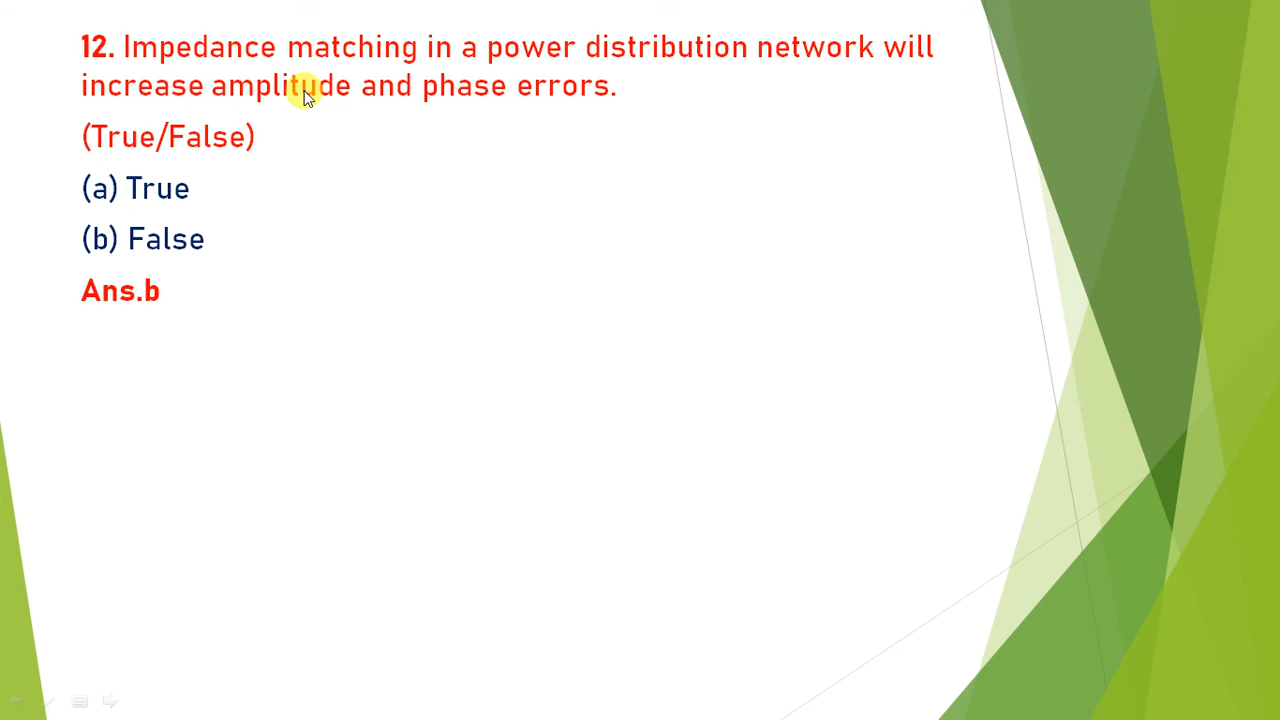 12. Impedance matching in a power distribution network will
increase amplitude and phase errors.
(True/False)
(a) True
(b) False
Ans.b